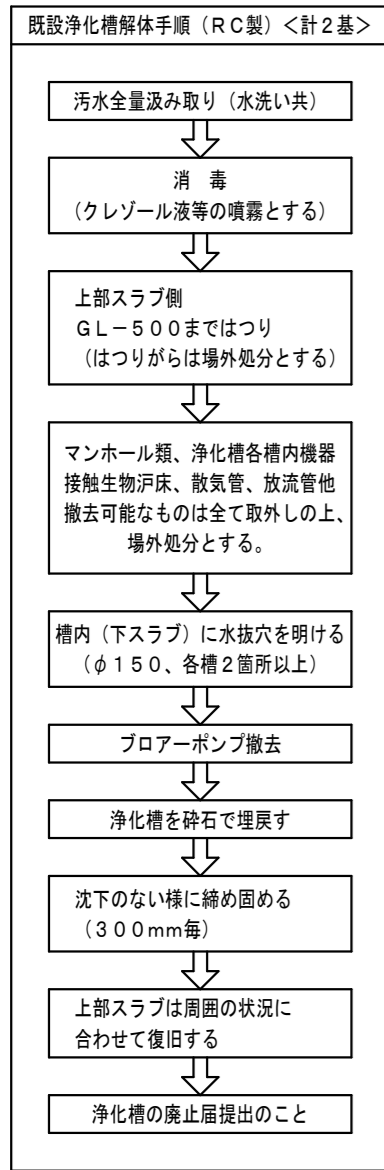 既設浄化槽解体手順（ＲＣ製）＜計２基＞
汚水全量汲み取り（水洗い共）
消　毒
（クレゾール液等の噴霧とする）
上部スラブ側
ＧＬ－５００まではつり
（はつりがらは場外処分とする）
マンホール類、浄化槽各槽内機器
接触生物沪床、散気管、放流管他
撤去可能なものは全て取外しの上、
場外処分とする。
槽内（下スラブ）に水抜穴を明ける
（φ１５０、各槽２箇所以上）
ブロアーポンプ撤去
浄化槽を砕石で埋戻す
沈下のない様に締め固める
（３００ｍｍ毎）
上部スラブは周囲の状況に
合わせて復旧する
浄化槽の廃止届提出のこと